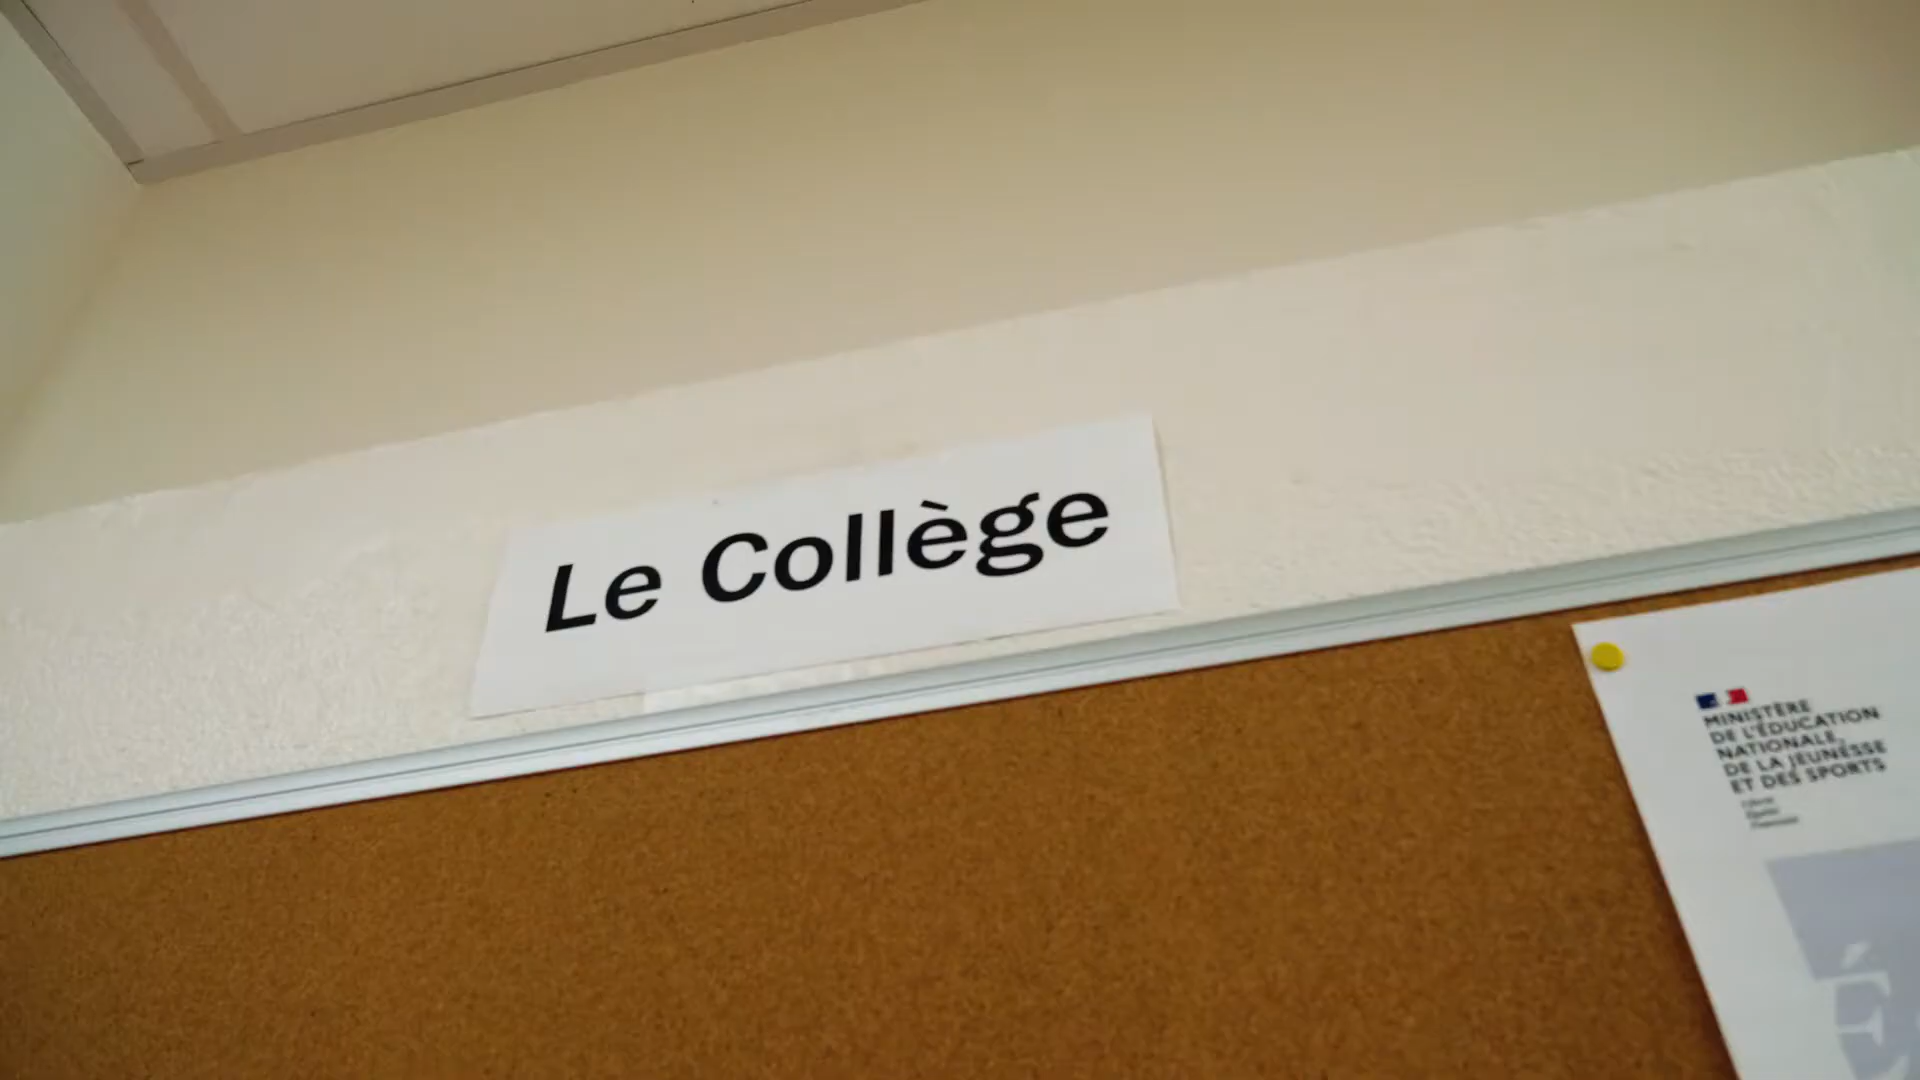 Le Collège
MINISTÈRE
DE L'ÉDUCATION
NATIONALE,
DE LA JEUNESSE
ET DES SPORTS
É